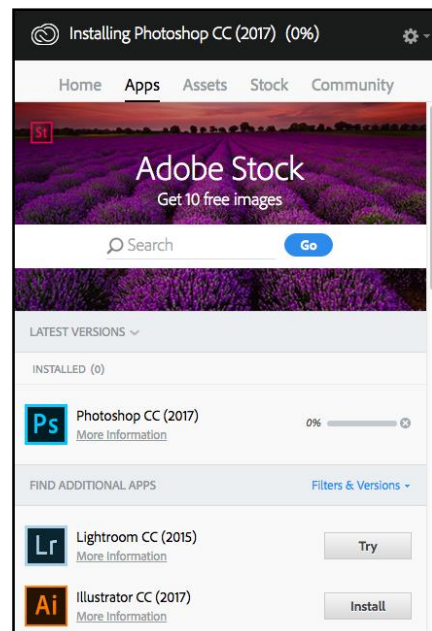 Installing Photoshop CC (2017) (0%)
Home Apps Assets Stock Community
St
Adobe Stock
Get 10 free images
Search Go
LATEST VERSIONS
INSTALLED (0)
Ps Photoshop CC (2017) 0%
More Information
FIND ADDITIONAL APPS Filters & Versions
Lr Lightroom CC (2015) Try
More Information
Ai Illustrator CC (2017) Install
More Information